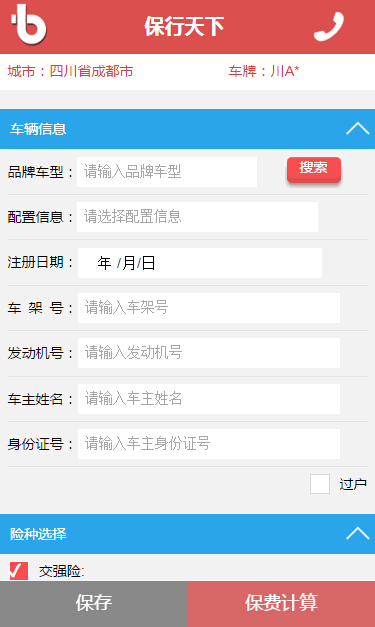 保行天下
城市：四川省成都市 车牌：川A*
车辆信息
品牌车型： 请输入品牌车型 搜索
配置信息： 请选择配置信息
注册日期： 年 /月/日
车 架 号： 请输入车架号
发动机号： 请输入发动机号
车主姓名： 请输入车主姓名
身份证号： 请输入车主身份证号
过户
险种选择
交强险:
保存 保费计算